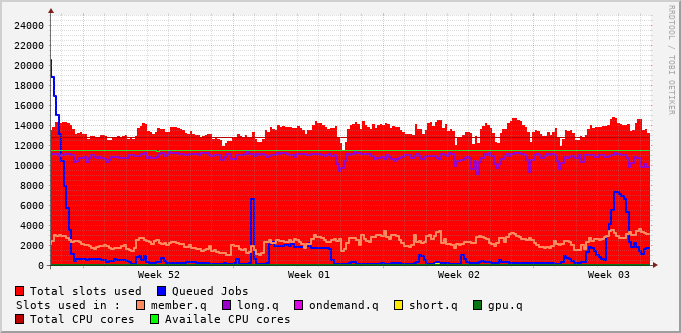 24000
22000
20000
18000
16000
14000
12000
10000
8000
6000
4000
2000
0
Week 52 Week 01 Week 02 Week 03
RRDTOOL / TOBI OETIKER
Total slots used Queued Jobs
Slots used in : member.q long.q ondemand.q short.q gpu.q
Total CPU cores Availale CPU cores